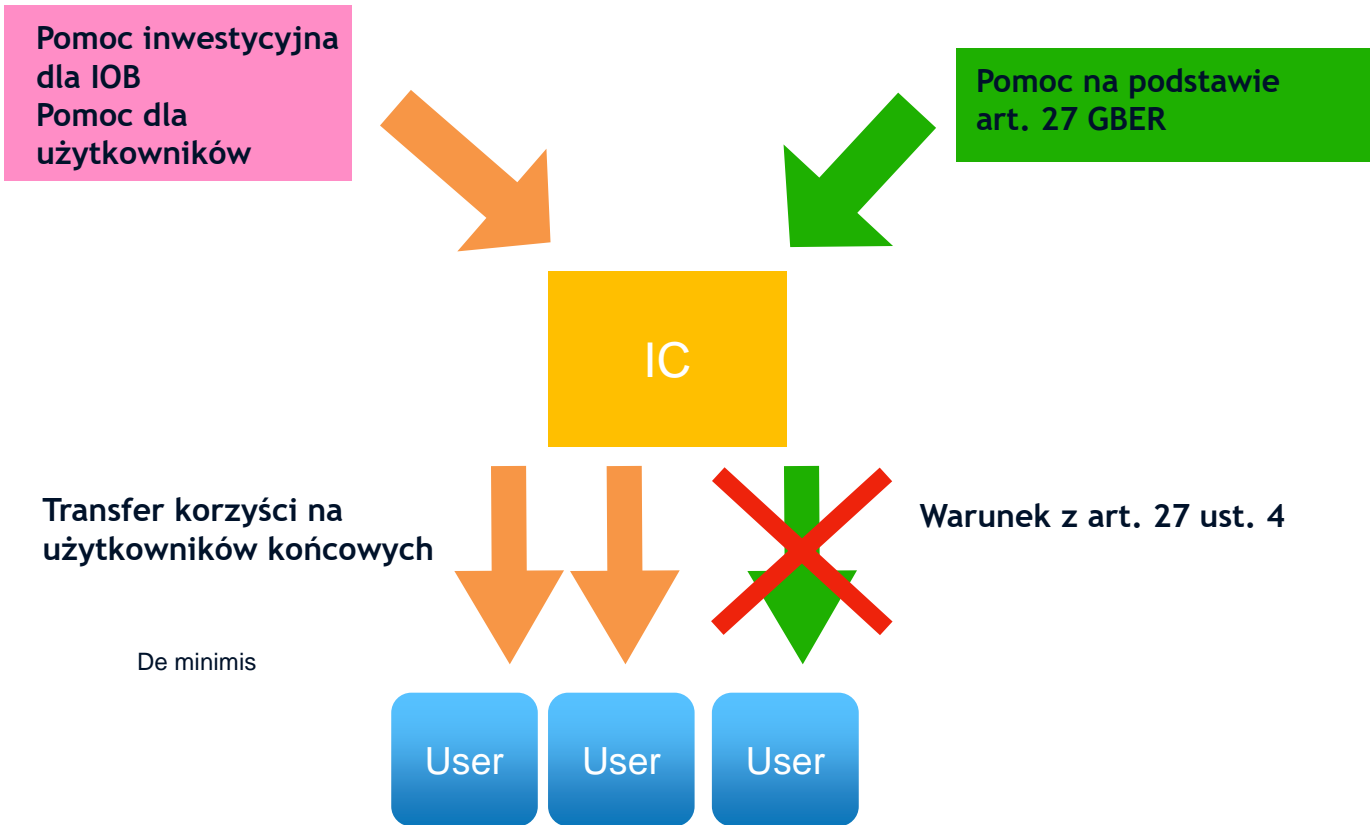 Pomoc inwestycyjna
dla IOB
Pomoc dla
użytkowników
Pomoc na podstawie
art. 27 GBER
IC
Transfer korzyści na
użytkowników końcowych
Warunek z art. 27 ust. 4
De minimis
User
User
User